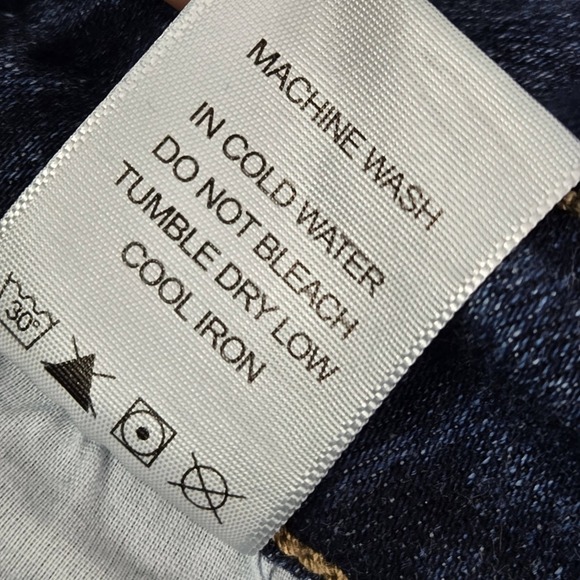 MACHINE WASH
IN COLD WATER
DO NOT BLEACH
TUMBLE DRY LOW
COOL IRON
30°